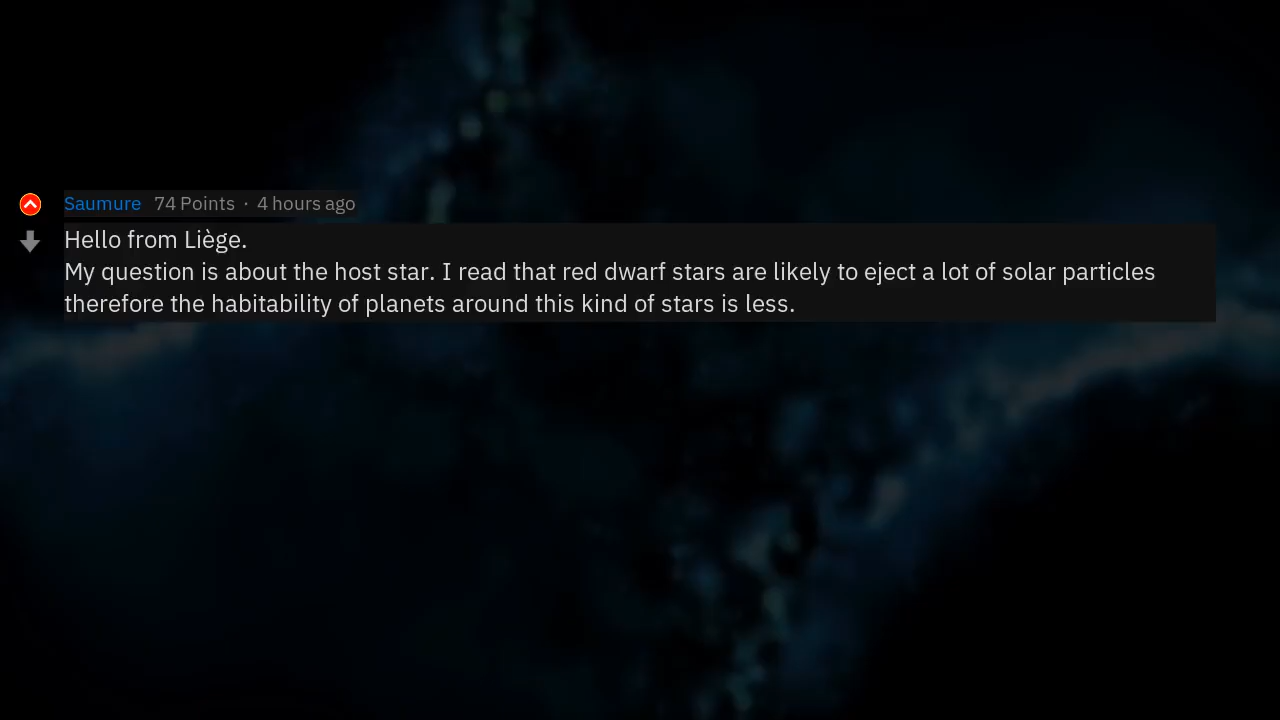 Saumure 74 Points · 4 hours ago
Hello from Liège.
My question is about the host star. I read that red dwarf stars are likely to eject a lot of solar particles
therefore the habitability of planets around this kind of stars is less.